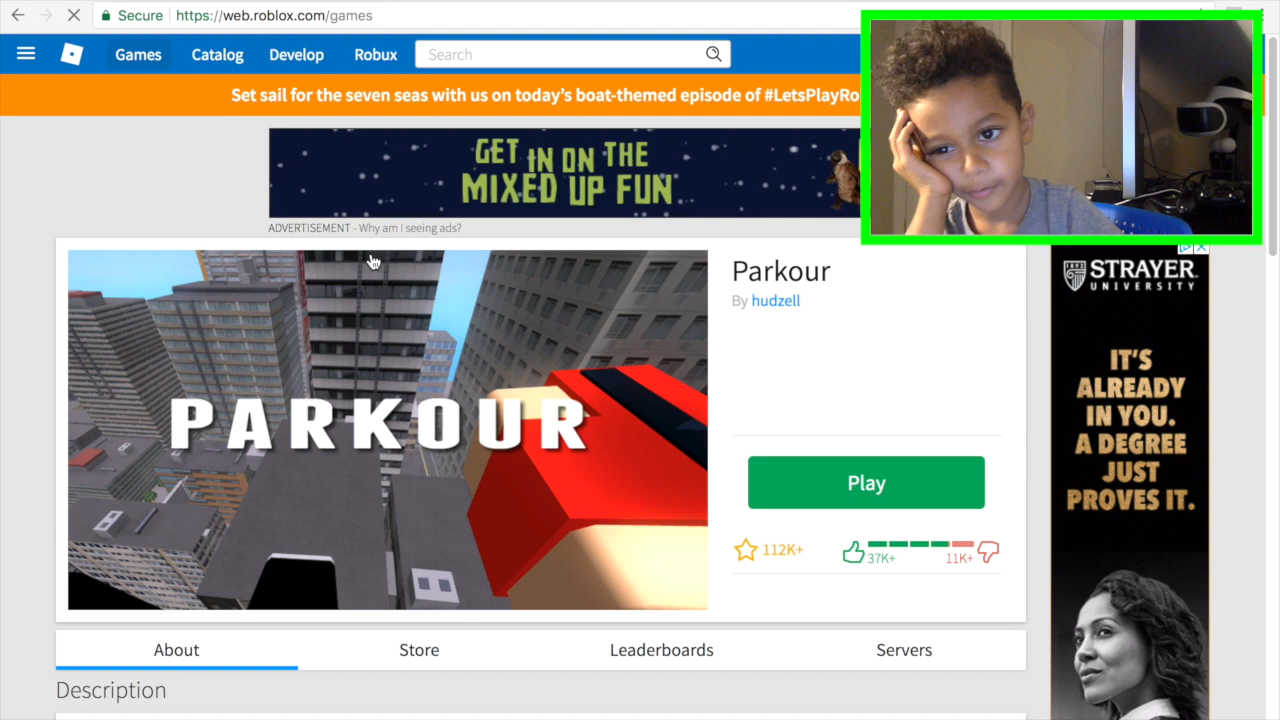 Secure https://web.roblox.com/games
Games Catalog Develop Robux Search
Set sail for the seven seas with us on today's boat-themed episode of #LetsPlayRo
GET IN ON THE
MIXED UP FUN
ADVERTISEMENT - Why am I seeing ads?
PARKOUR
Parkour
By hudzell
Play
112K+ 37K+ 11K+
STRAYER
UNIVERSITY
IT'S
ALREADY
IN YOU.
A DEGREE
JUST
PROVES IT.
About Store Leaderboards Servers
Description